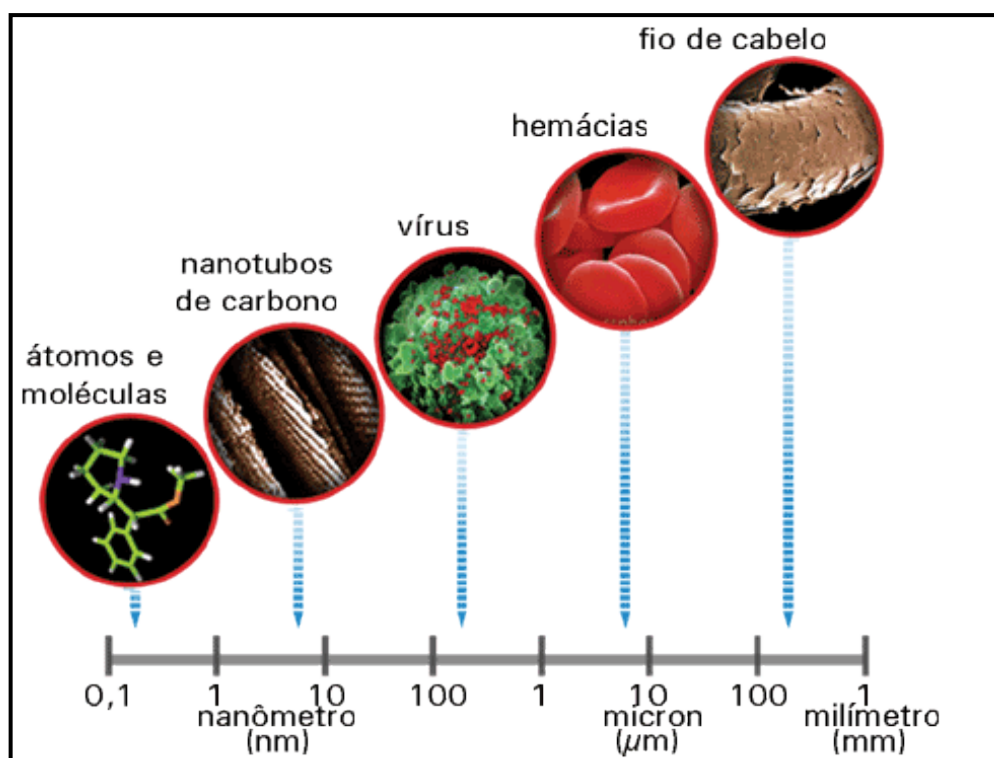 fio de cabelo
hemácias
vírus
nanotubos
de carbono
átomos e
moléculas
0,1 1 10 100 1 10 100 1
nanômetro mícron milímetro
(nm) (µm) (mm)